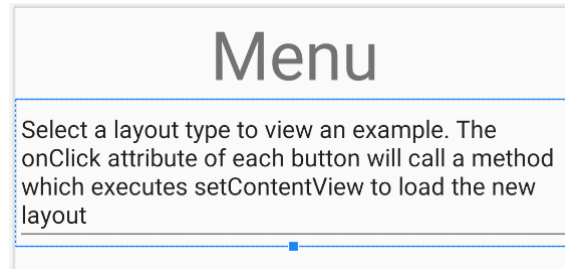 Menu
Select a layout type to view an example. The
onClick attribute of each button will call a method
which executes setContentView to load the new
layout